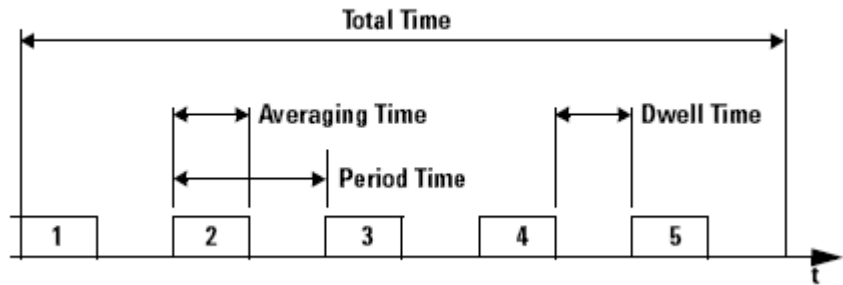 Total Time
Averaging Time
Dwell Time
Period Time
1 2 3 4 5
t